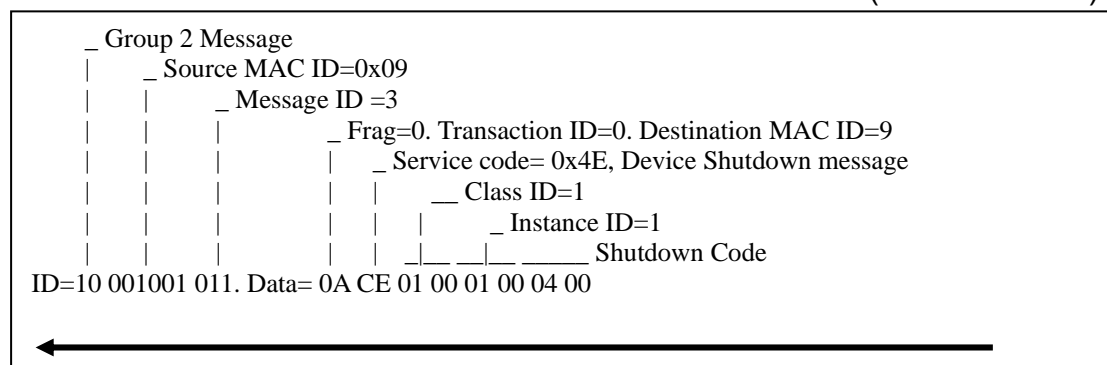 _ Group 2 Message
| _ Source MAC ID=0x09
| | _ Message ID =3
| | | _ Frag=0. Transaction ID=0. Destination MAC ID=9
| | | | _ Service code= 0x4E, Device Shutdown message
| | | | | __ Class ID=1
| | | | | | _ Instance ID=1
| | | | | _|__ __|__ _____ Shutdown Code
ID=10 001001 011. Data= 0A CE 01 00 01 00 04 00